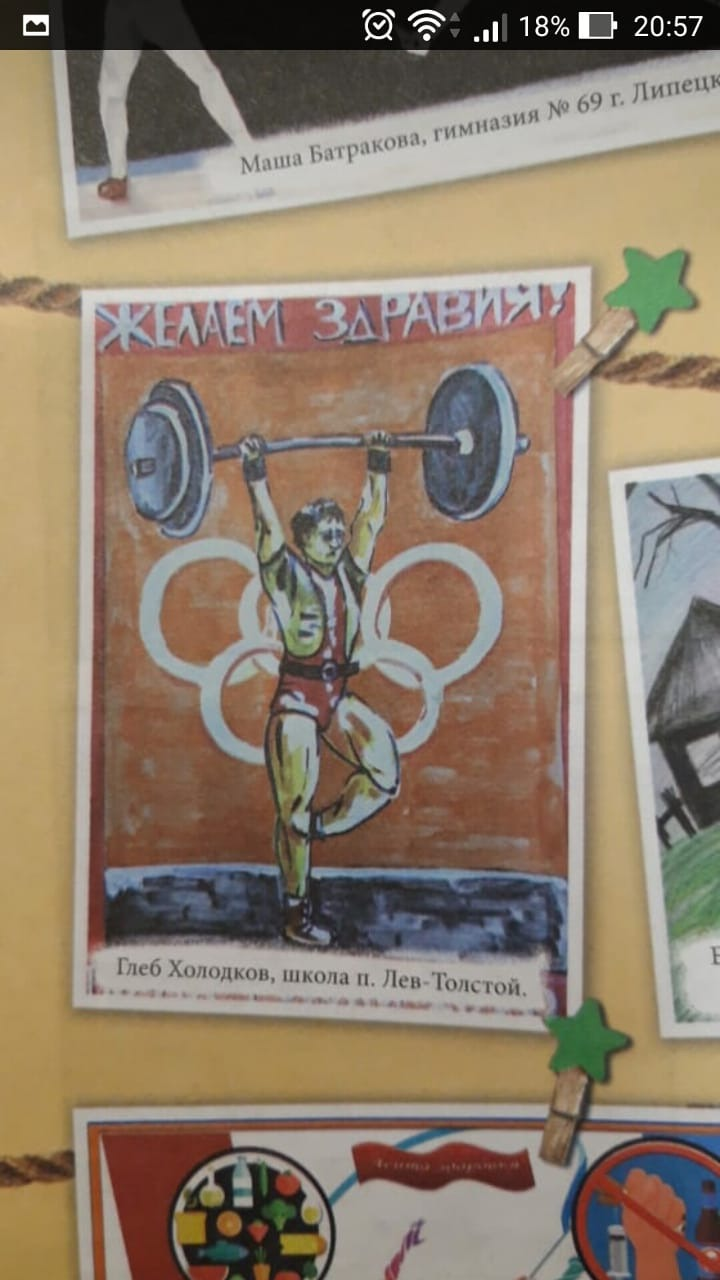 18% 20:57
Маша Батракова, гимназия № 69 г. Липецк
ЖЕЛАЕМ ЗДРАВИЯ!
Глеб Холодков, школа п. Лев-Толстой.